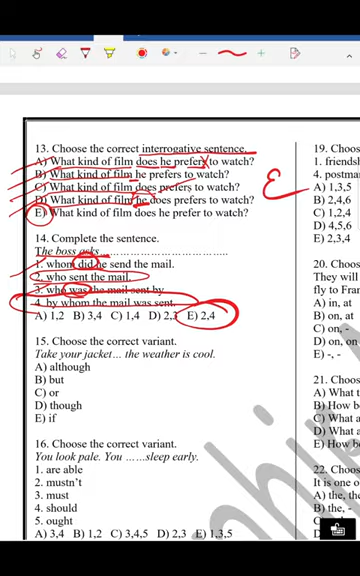 13. Choose the correct interrogative sentence.
A) What kind of film does he prefers to watch?
B) What kind of film he prefers to watch?
C) What kind of film does prefers to watch?
D) What kind of film he does prefers to watch?
E) What kind of film does he prefer to watch?
E
14. Complete the sentence.
The boss asks ……………………………..
1. whom did he send the mail.
2. who sent the mail.
3. who was the mail sent by
4. by whom the mail was sent.
A) 1,2 B) 3,4 C) 1,4 D) 2,3 E) 2,4
15. Choose the correct variant.
Take your jacket… the weather is cool.
A) although
B) but
C) or
D) though
E) if
16. Choose the correct variant.
You look pale. You ……sleep early.
1. are able
2. mustn't
3. must
4. should
5. ought
A) 3,4 B) 1,2 C) 3,4,5 D) 2,3 E) 1,3,5
19. Choos
1. friendsh
4. postma
A) 1,3,5
B) 2,4,6
C) 1,2,4
D) 4,5,6
E) 2,3,4
20. Choos
They will
fly to Fran
A) in, at
B) on, at
C) on, -
D) on, on
E) -, -
21. Choos
A) What t
B) How b
C) What a
D) What a
E) How be
22. Choos
It is one o
A) the, the
B) the, -